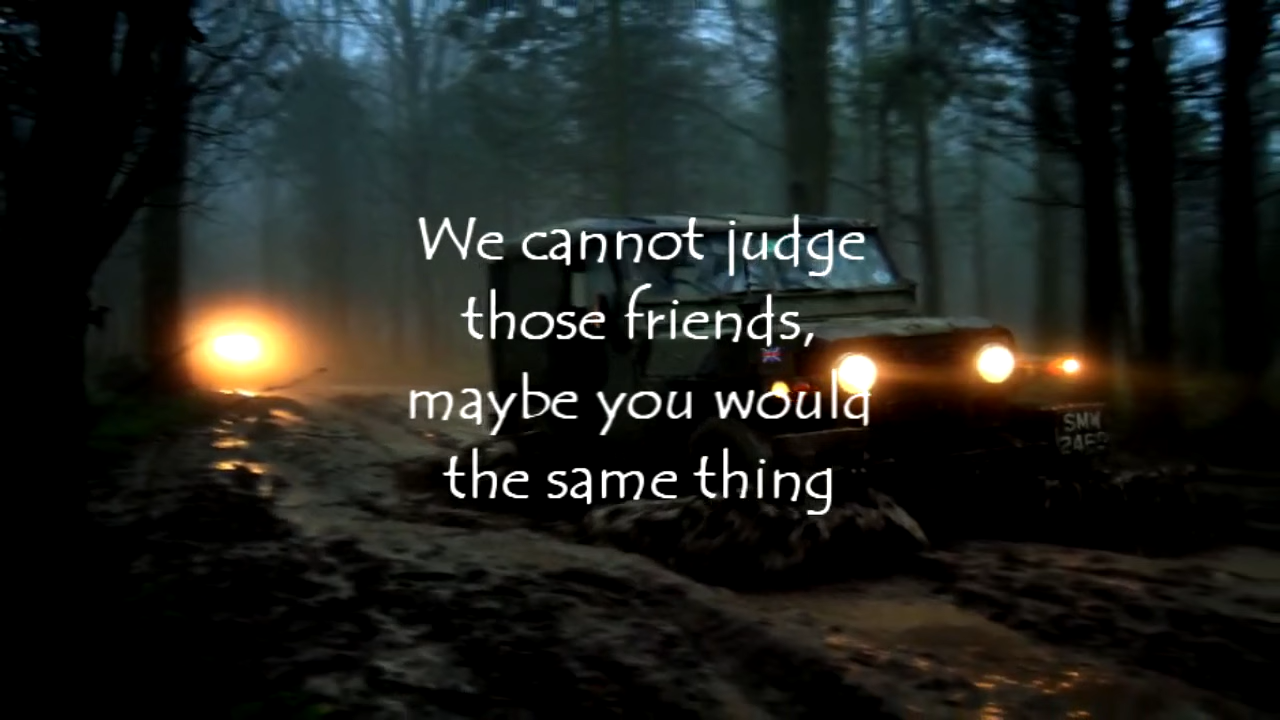 We cannot judge
those friends,
maybe you would
the same thing
SMW